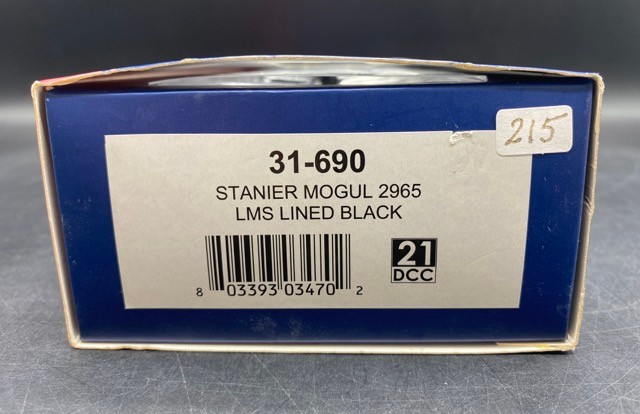 215
31-690
STANIER MOGUL 2965
LMS LINED BLACK
21
DCC
8 03393 03470 2